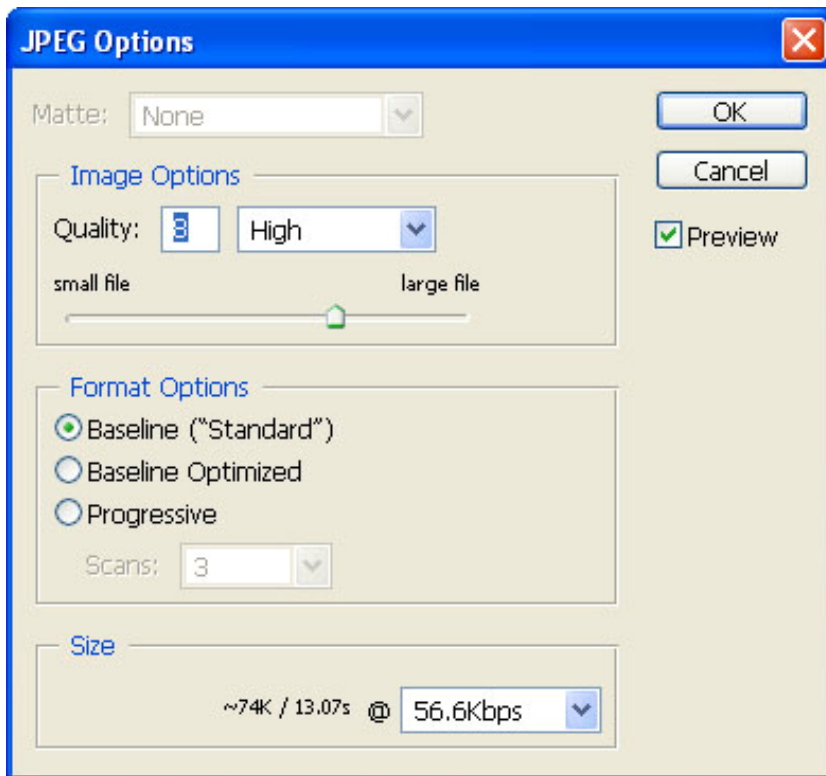 JPEG Options
Matte: None
OK
Cancel
Preview
Image Options
Quality: 8 High
small file large file
Format Options
Baseline (“Standard”)
Baseline Optimized
Progressive
Scans: 3
Size
~74K / 13.07s @ 56.6Kbps